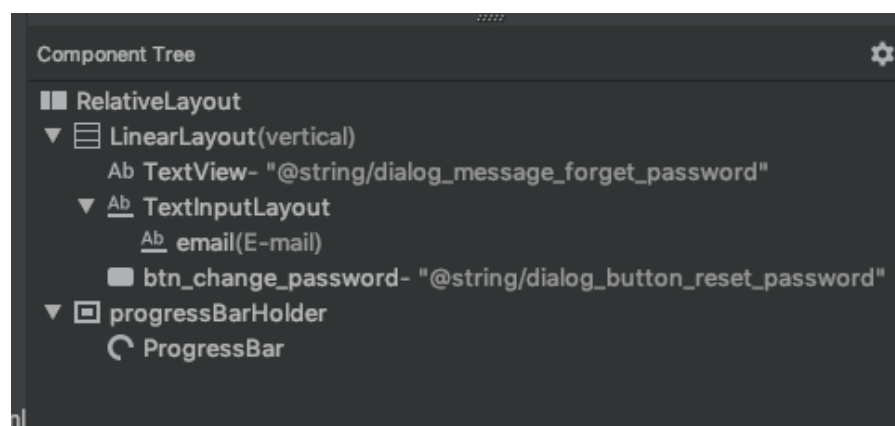 Component Tree
RelativeLayout
LinearLayout(vertical)
Ab TextView- "@string/dialog_message_forget_password"
Ab TextInputLayout
Ab email(E-mail)
btn_change_password- "@string/dialog_button_reset_password"
progressBarHolder
ProgressBar
nl